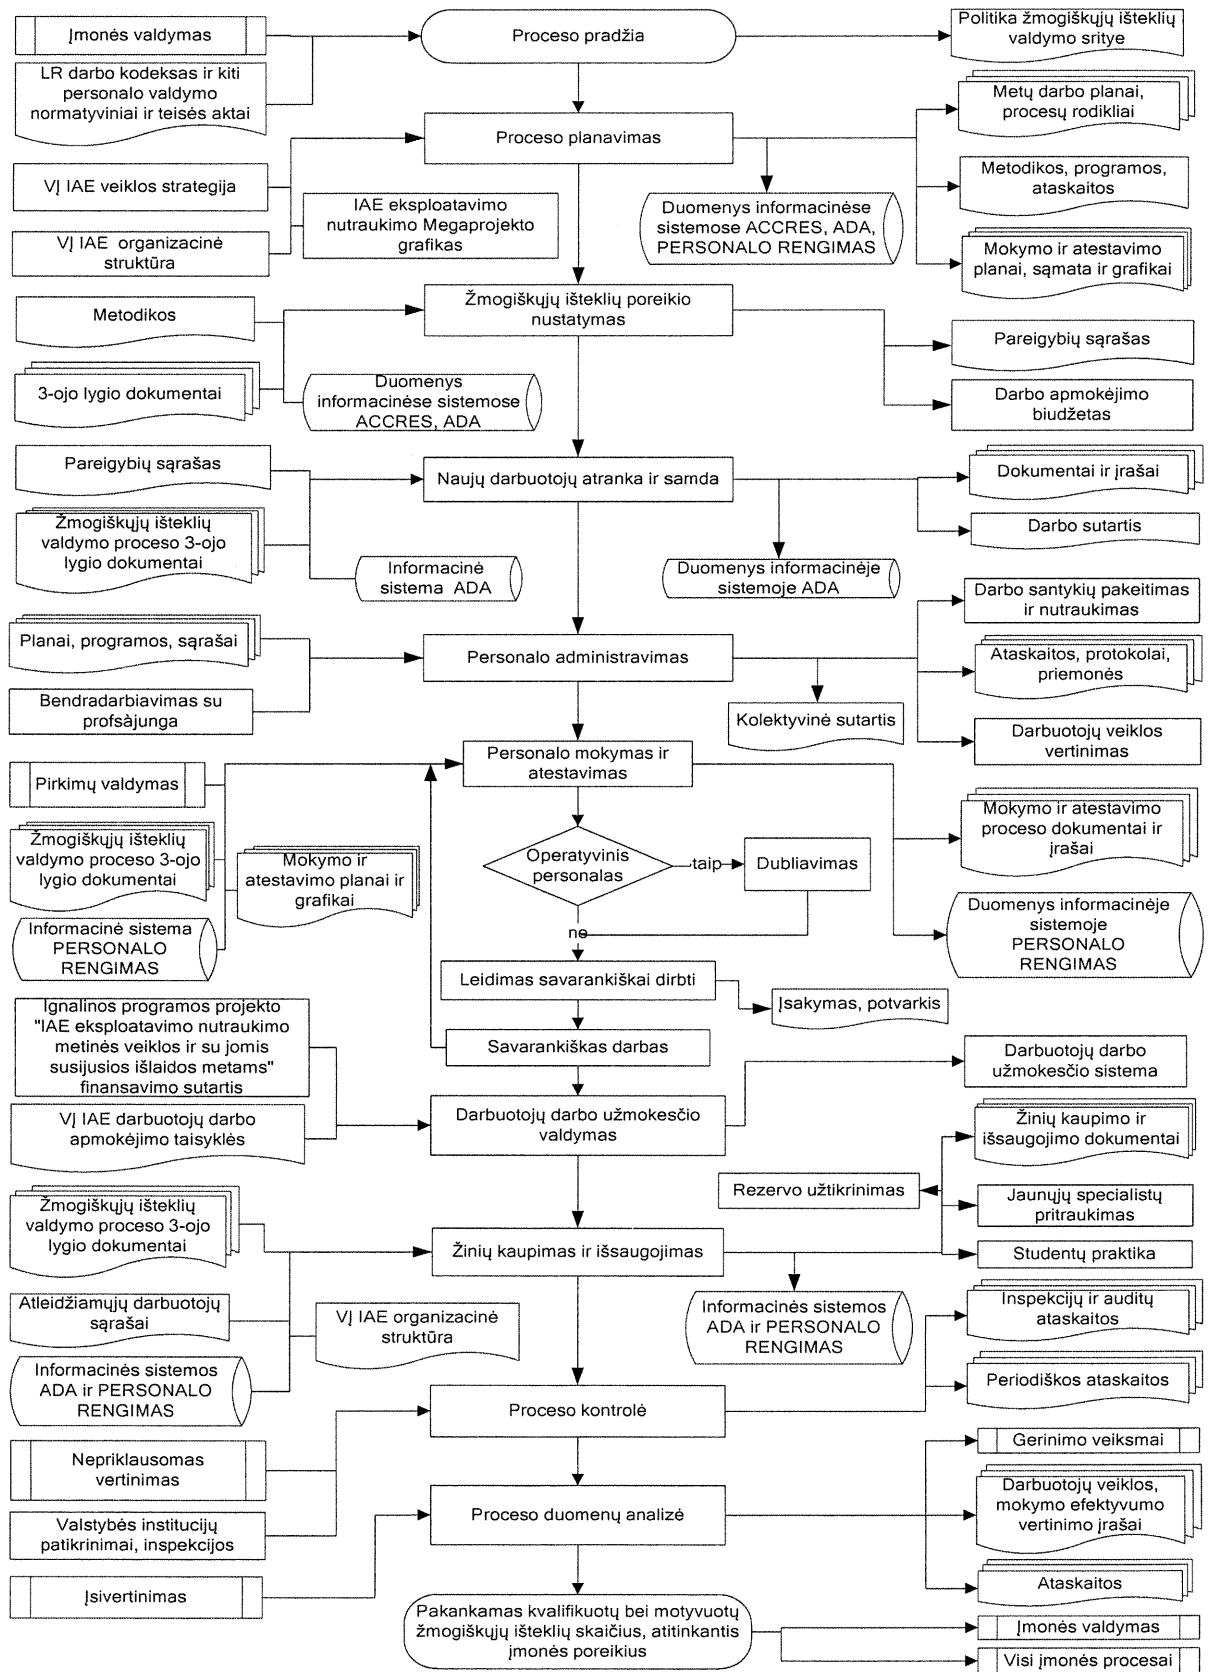 Įmonės valdymas
Proceso pradžia
Politika žmogiškųjų išteklių
valdymo srityje
LR darbo kodeksas ir kiti
personalo valdymo
normatyviniai ir teisės aktai
Metų darbo planai,
procesų rodikliai
Proceso planavimas
VĮ IAE veiklos strategija
Metodikos, programos,
ataskaitos
IAE eksploatavimo
nutraukimo Megaprojekto
grafikas
Duomenys informacinėse
sistemose ACCRES, ADA,
PERSONALO RENGIMAS
VĮ IAE organizacinė
struktūra
Mokymo ir atestavimo
planai, sąmata ir grafikai
Metodikos
Žmogiškųjų išteklių poreikio
nustatymas
Pareigybių sąrašas
3-ojo lygio dokumentai
Duomenys
informacinėse sistemose
ACCRES, ADA
Darbo apmokėjimo
biudžetas
Pareigybių sąrašas
Naujų darbuotojų atranka ir samda
Dokumentai ir įrašai
Žmogiškųjų išteklių
valdymo proceso 3-ojo
lygio dokumentai
Darbo sutartis
Informacinė
sistema ADA
Duomenys informacinėje
sistemoje ADA
Darbo santykių pakeitimas
ir nutraukimas
Planai, programos, sąrašai
Personalo administravimas
Ataskaitos, protokolai,
priemonės
Bendradarbiavimas su
profsàjunga
Kolektyvinė sutartis
Darbuotojų veiklos
vertinimas
Personalo mokymas ir
atestavimas
Pirkimų valdymas
Mokymo ir atestavimo
proceso dokumentai ir
įrašai
Žmogiškųjų išteklių
valdymo proceso 3-ojo
lygio dokumentai
Mokymo ir
atestavimo planai ir
grafikai
Operatyvinis
personalas
taip
Dubliavimas
Informacinė sistema
PERSONALO
RENGIMAS
ne
Duomenys informacinėje
sistemoje
PERSONALO
RENGIMAS
Leidimas savarankiškai dirbti
Įsakymas, potvarkis
Ignalinos programos projekto
"IAE eksploatavimo nutraukimo
metinės veiklos ir su jomis
susijusios išlaidos metams"
finansavimo sutartis
Savarankiškas darbas
Darbuotojų darbo
užmokesčio sistema
VĮ IAE darbuotojų darbo
apmokėjimo taisyklės
Darbuotojų darbo užmokesčio
valdymas
Žinių kaupimo ir
išsaugojimo dokumentai
Rezervo užtikrinimas
Jaunųjų specialistų
pritraukimas
Žmogiškųjų išteklių
valdymo proceso 3-ojo
lygio dokumentai
Žinių kaupimas ir išsaugojimas
Studentų praktika
Atleidžiamųjų darbuotojų
sąrašai
VĮ IAE organizacinė
struktūra
Informacinės sistemos
ADA ir PERSONALO
RENGIMAS
Inspekcijų ir auditų
ataskaitos
Informacinės sistemos
ADA ir PERSONALO
RENGIMAS
Proceso kontrolė
Periodiškos ataskaitos
Nepriklausomas
vertinimas
Gerinimo veiksmai
Valstybės institucijų
patikrinimai, inspekcijos
Proceso duomenų analizė
Darbuotojų veiklos,
mokymo efektyvumo
vertinimo įrašai
Įsivertinimas
Ataskaitos
Pakankamas kvalifikuotų bei motyvuotų
žmogiškųjų išteklių skaičius, atitinkantis
įmonės poreikius
Įmonės valdymas
Visi įmonės procesai